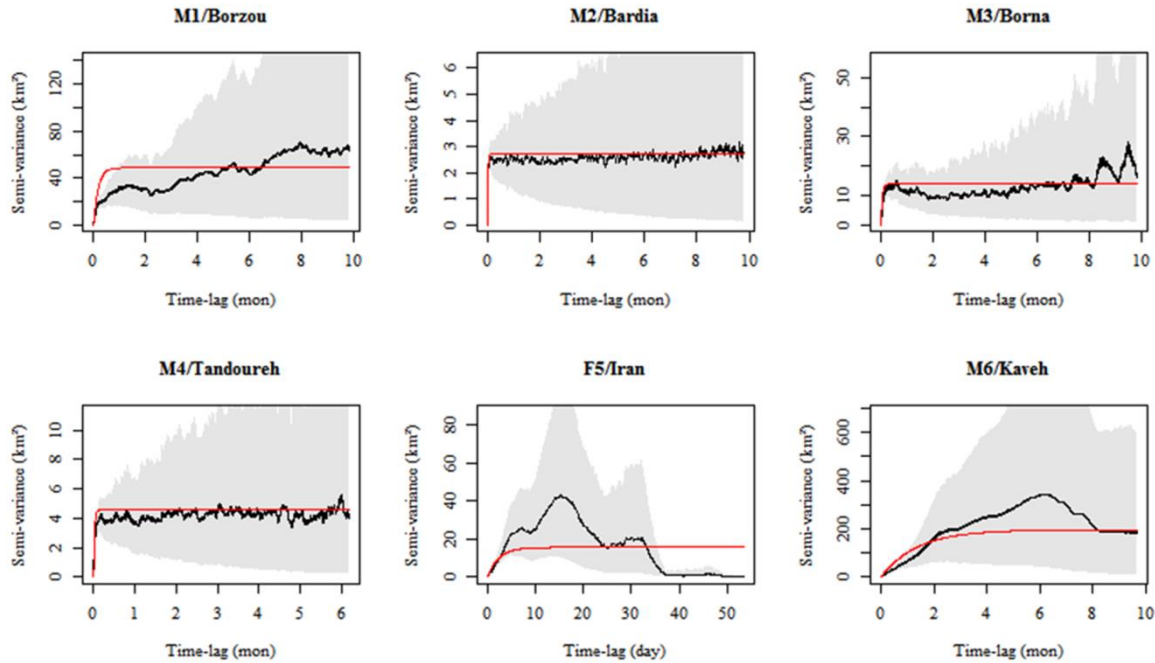 M1/Borzou
M2/Bardia
M3/Borna
Semi-variance (km²)
0 40 80 120
0 2 4 6 8 10
Time-lag (mon)
Semi-variance (km²)
0 1 2 3 4 5 6
0 2 4 6 8 10
Time-lag (mon)
Semi-variance (km²)
0 10 30 50
0 2 4 6 8 10
Time-lag (mon)
M4/Tandoureh
F5/Iran
M6/Kaveh
Semi-variance (km²)
0 2 4 6 8 10
0 1 2 3 4 5 6
Time-lag (mon)
Semi-variance (km²)
0 20 40 60 80
0 10 20 30 40 50
Time-lag (day)
Semi-variance (km²)
0 200 400 600
0 2 4 6 8 10
Time-lag (mon)